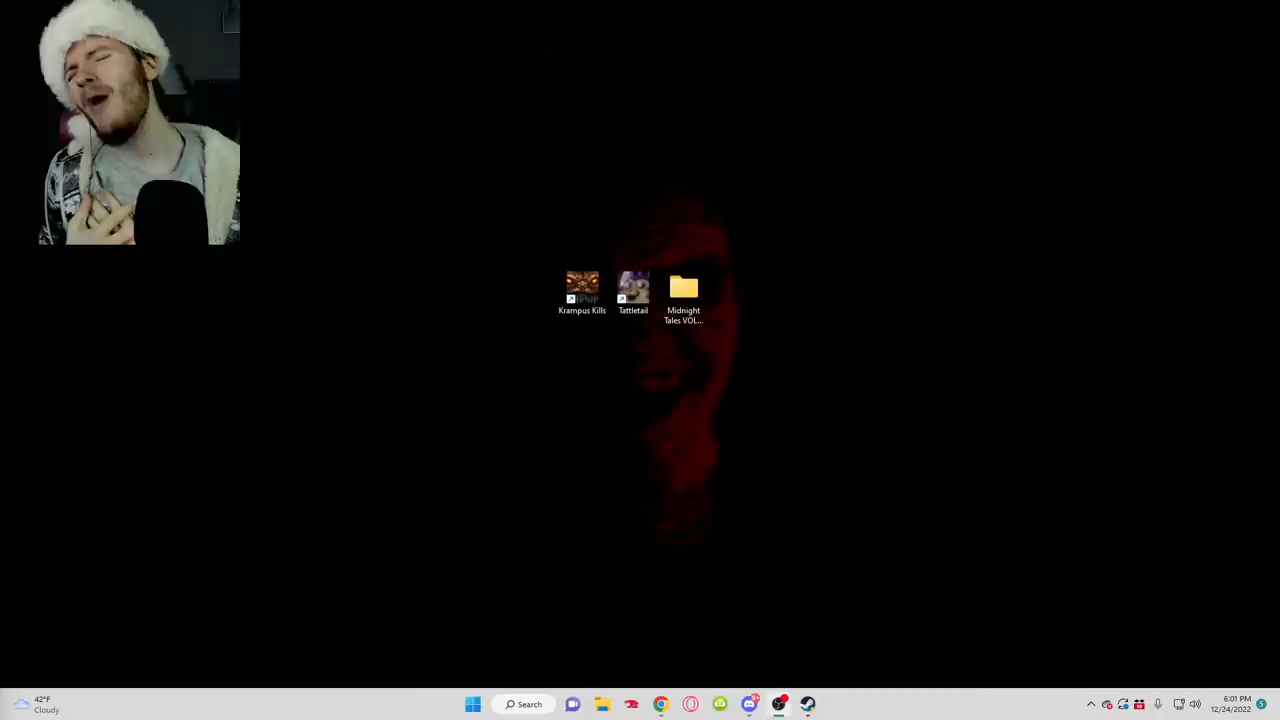 Krampus Kills
Tattletail
Midnight
Tales VOL...
42°F
Cloudy
Search
6:01 PM
12/24/2022